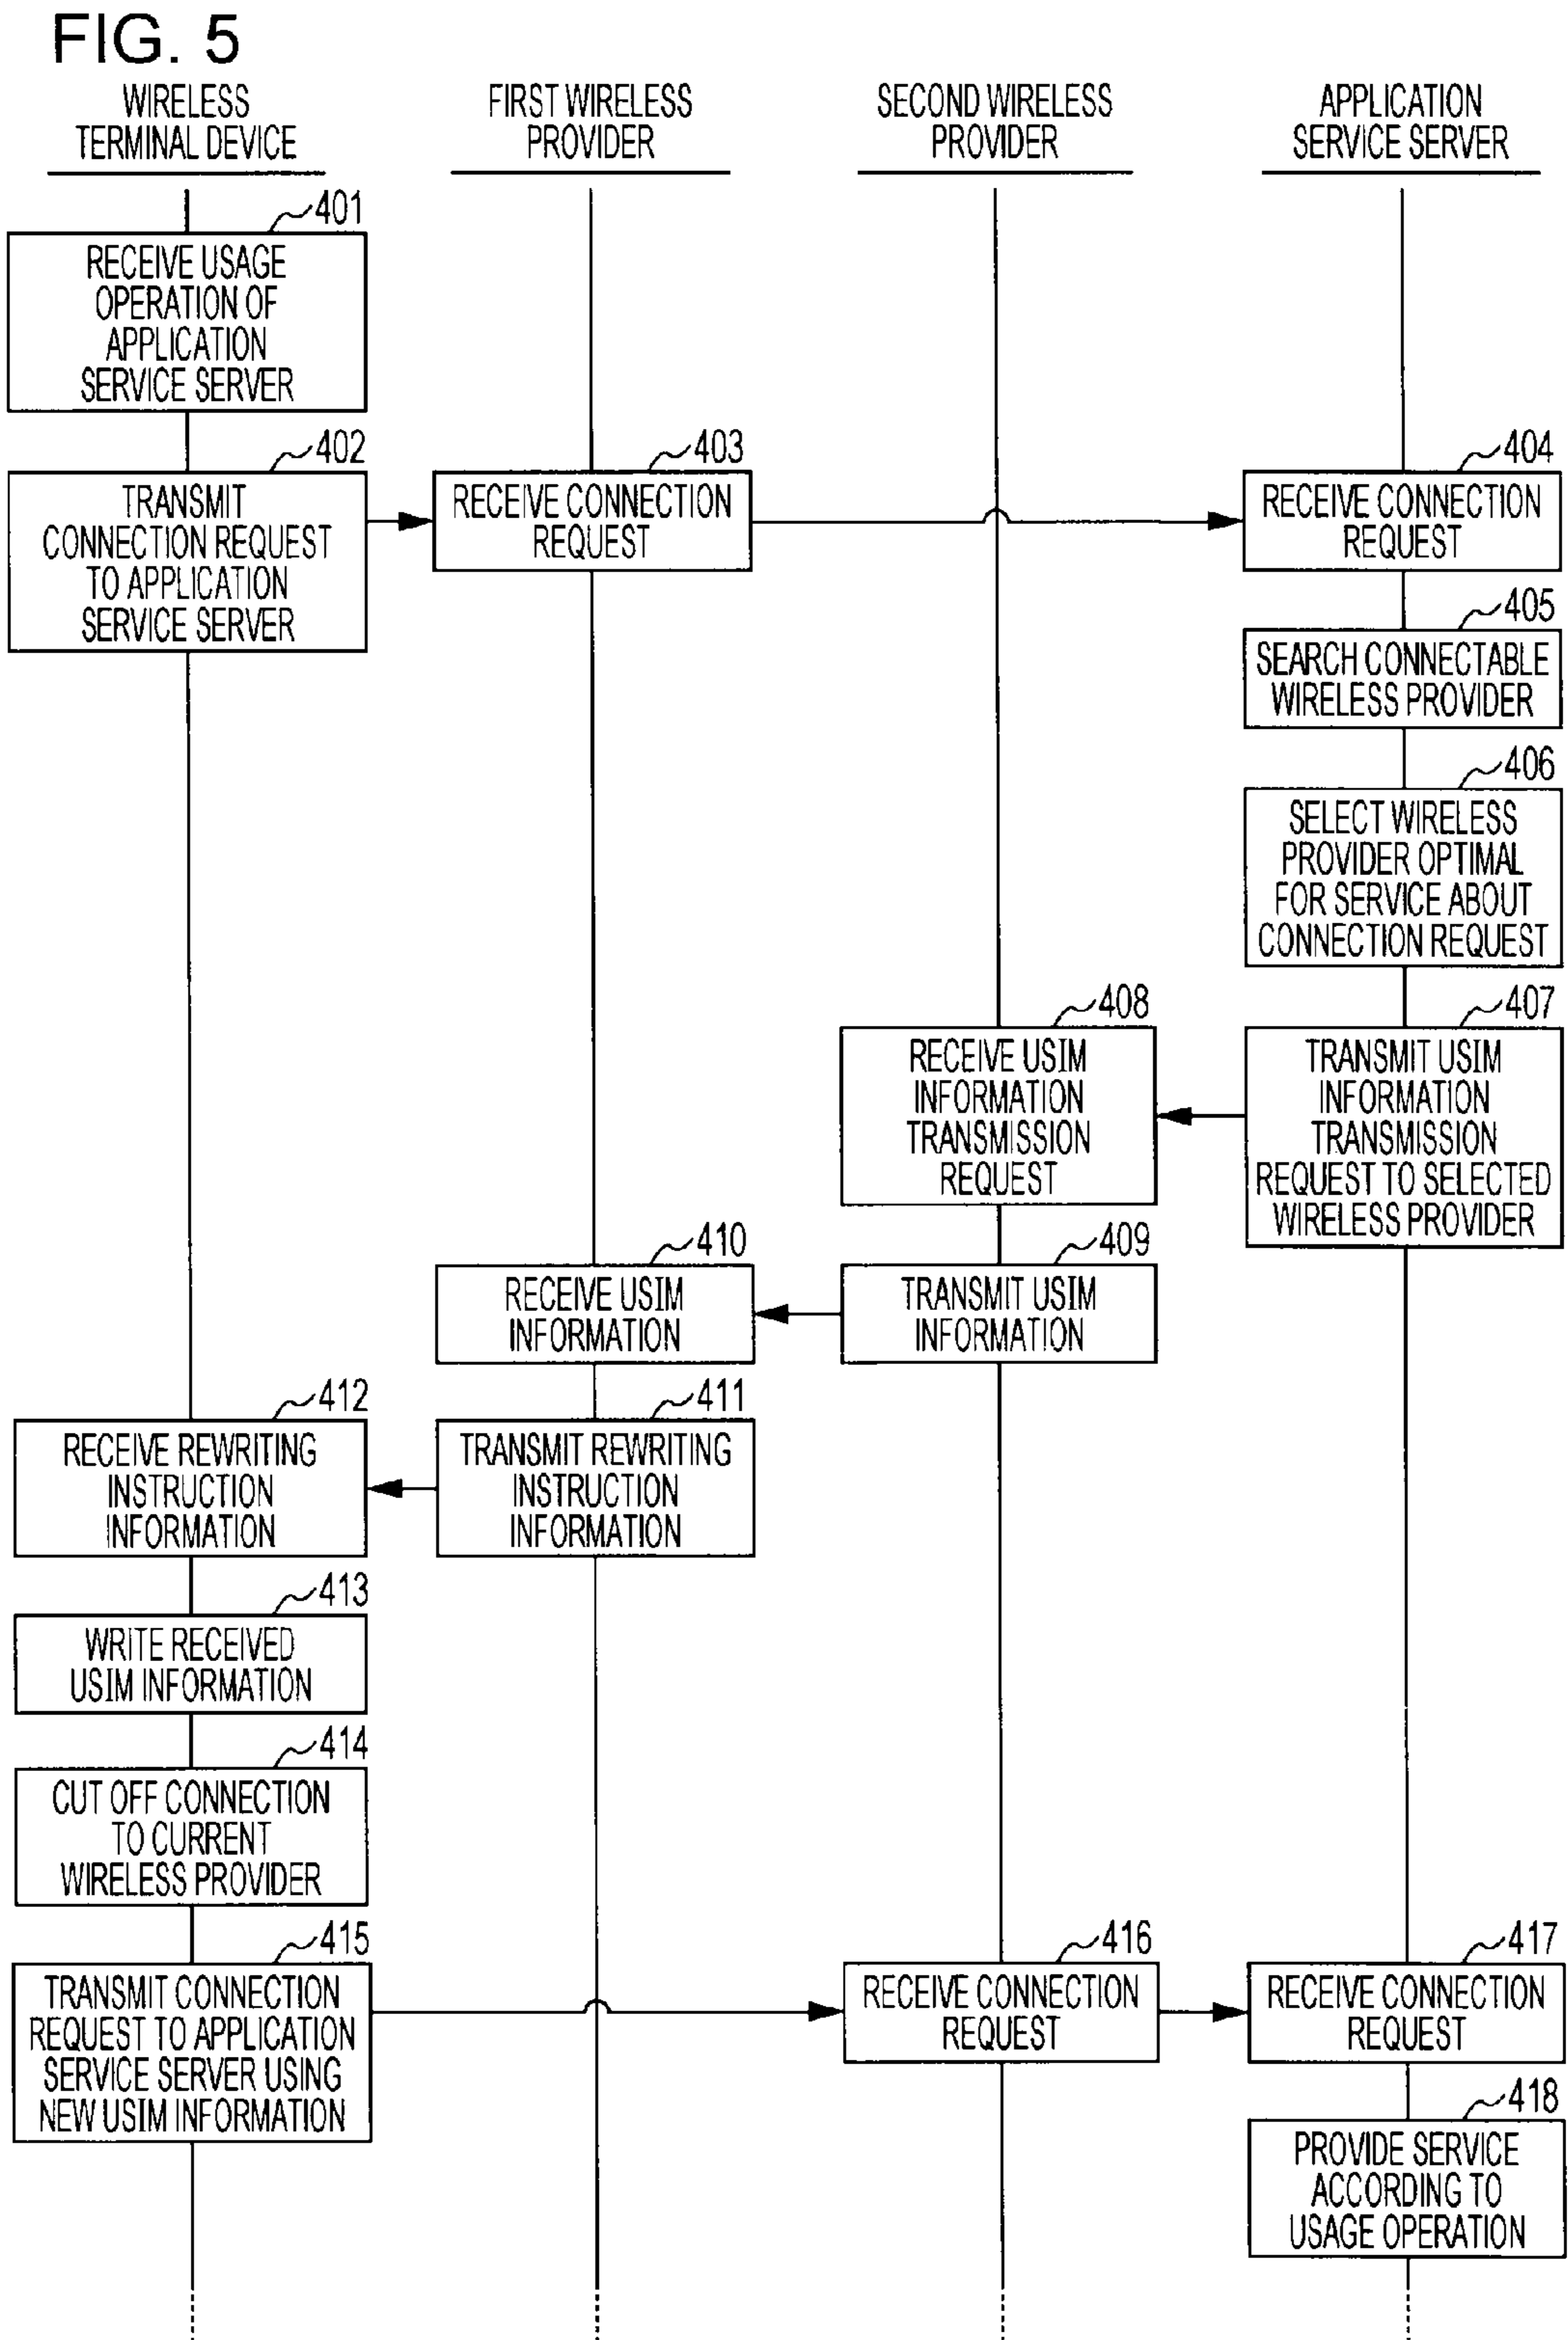 FIG. 5
WIRELESS
TERMINAL DEVICE
FIRST WIRELESS
PROVIDER
SECOND WIRELESS
PROVIDER
APPLICATION
SERVICE SERVER
401
RECEIVE USAGE
OPERATION OF
APPLICATION
SERVICE SERVER
402
TRANSMIT
CONNECTION REQUEST
TO APPLICATION
SERVICE SERVER
403
RECEIVE CONNECTION
REQUEST
404
RECEIVE CONNECTION
REQUEST
405
SEARCH CONNECTABLE
WIRELESS PROVIDER
406
SELECT WIRELESS
PROVIDER OPTIMAL
FOR SERVICE ABOUT
CONNECTION REQUEST
408
RECEIVE USIM
INFORMATION
TRANSMISSION
REQUEST
407
TRANSMIT USIM
INFORMATION
TRANSMISSION
REQUEST TO SELECTED
WIRELESS PROVIDER
410
RECEIVE USIM
INFORMATION
409
TRANSMIT USIM
INFORMATION
412
RECEIVE REWRITING
INSTRUCTION
INFORMATION
411
TRANSMIT REWRITING
INSTRUCTION
INFORMATION
413
WRITE RECEIVED
USIM INFORMATION
414
CUT OFF CONNECTION
TO CURRENT
WIRELESS PROVIDER
415
TRANSMIT CONNECTION
REQUEST TO APPLICATION
SERVICE SERVER USING
NEW USIM INFORMATION
416
RECEIVE CONNECTION
REQUEST
417
RECEIVE CONNECTION
REQUEST
418
PROVIDE SERVICE
ACCORDING TO
USAGE OPERATION